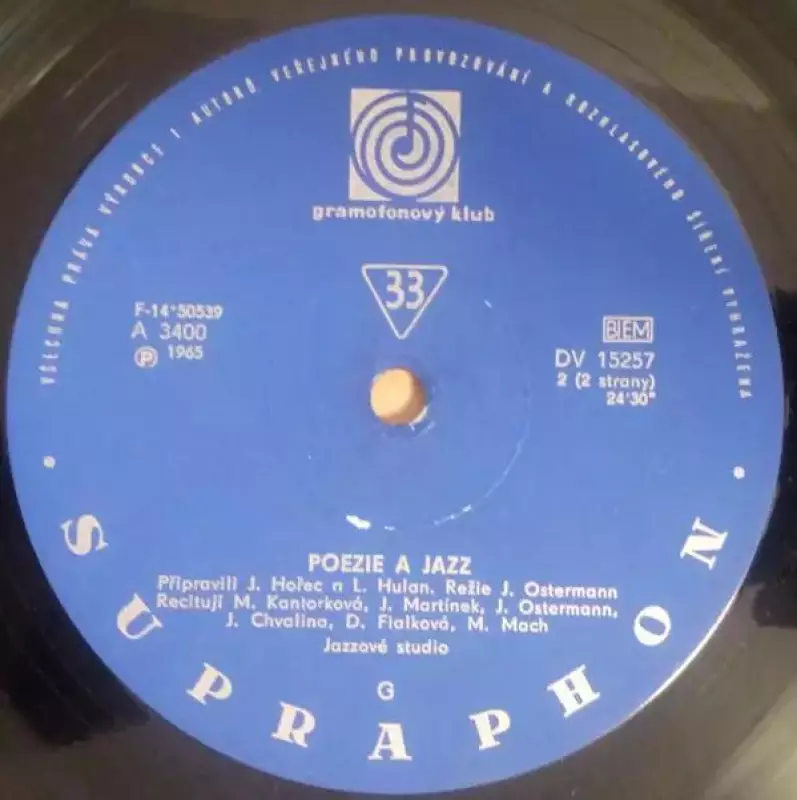 VŠECHNA PRÁVA VÝROBCE I AUTORŮ VEŘEJNÉHO PROVOZOVÁNÍ A ROZHLASOVÉHO ŠÍŘENÍ VYHRAZENA
gramofonový klub
33
F-14*50539
A 3400
Ⓟ 1965
BIEM
DV 15257
2 (2 strany)
24'30"
POEZIE A JAZZ
Připravili J. Hořec a L. Hulan. Režie J. Ostermann
Recitují M. Kantorková, J. Martínek, J. Ostermann,
J. Chvalina, D. Fialková, M. Mach
Jazzové studio
G
• SUPRAPHON •